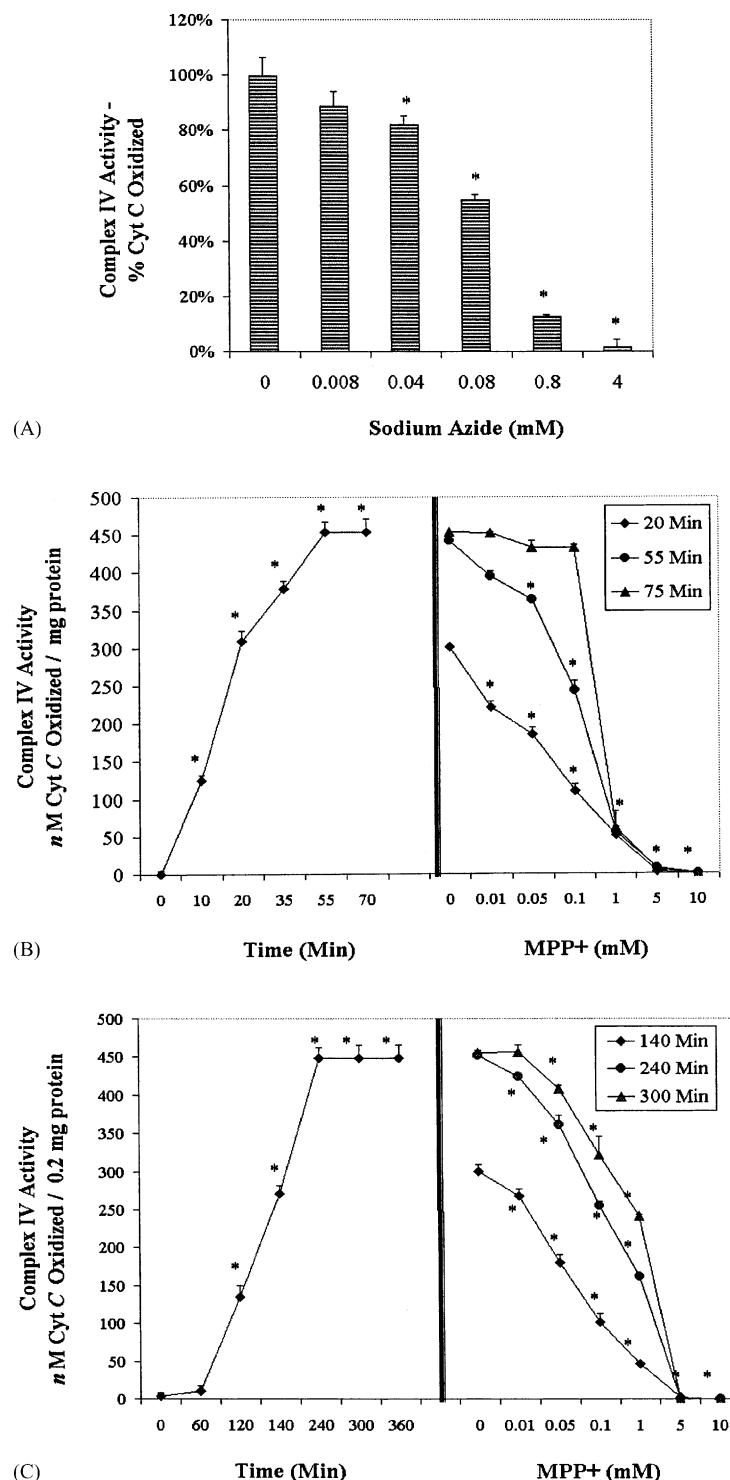 120%
100%
80%
60%
40%
20%
0%
Complex IV Activity -
% Cyt C Oxidized
* * * *
0 0.008 0.04 0.08 0.8 4
Sodium Azide (mM)
(A)
500
450
400
350
300
250
200
150
100
50
0
Complex IV Activity
nM Cyt C Oxidized / mg protein
* * * * *
0 10 20 35 55 70
Time (Min)
20 Min
55 Min
75 Min
* * * * * * * *
0 0.01 0.05 0.1 1 5 10
MPP+ (mM)
(B)
500
450
400
350
300
250
200
150
100
50
0
Complex IV Activity
nM Cyt C Oxidized / 0.2 mg protein
* * * * *
0 60 120 140 240 300 360
Time (Min)
140 Min
240 Min
300 Min
* * * * * * * * * * * * *
0 0.01 0.05 0.1 1 5 10
MPP+ (mM)
(C)